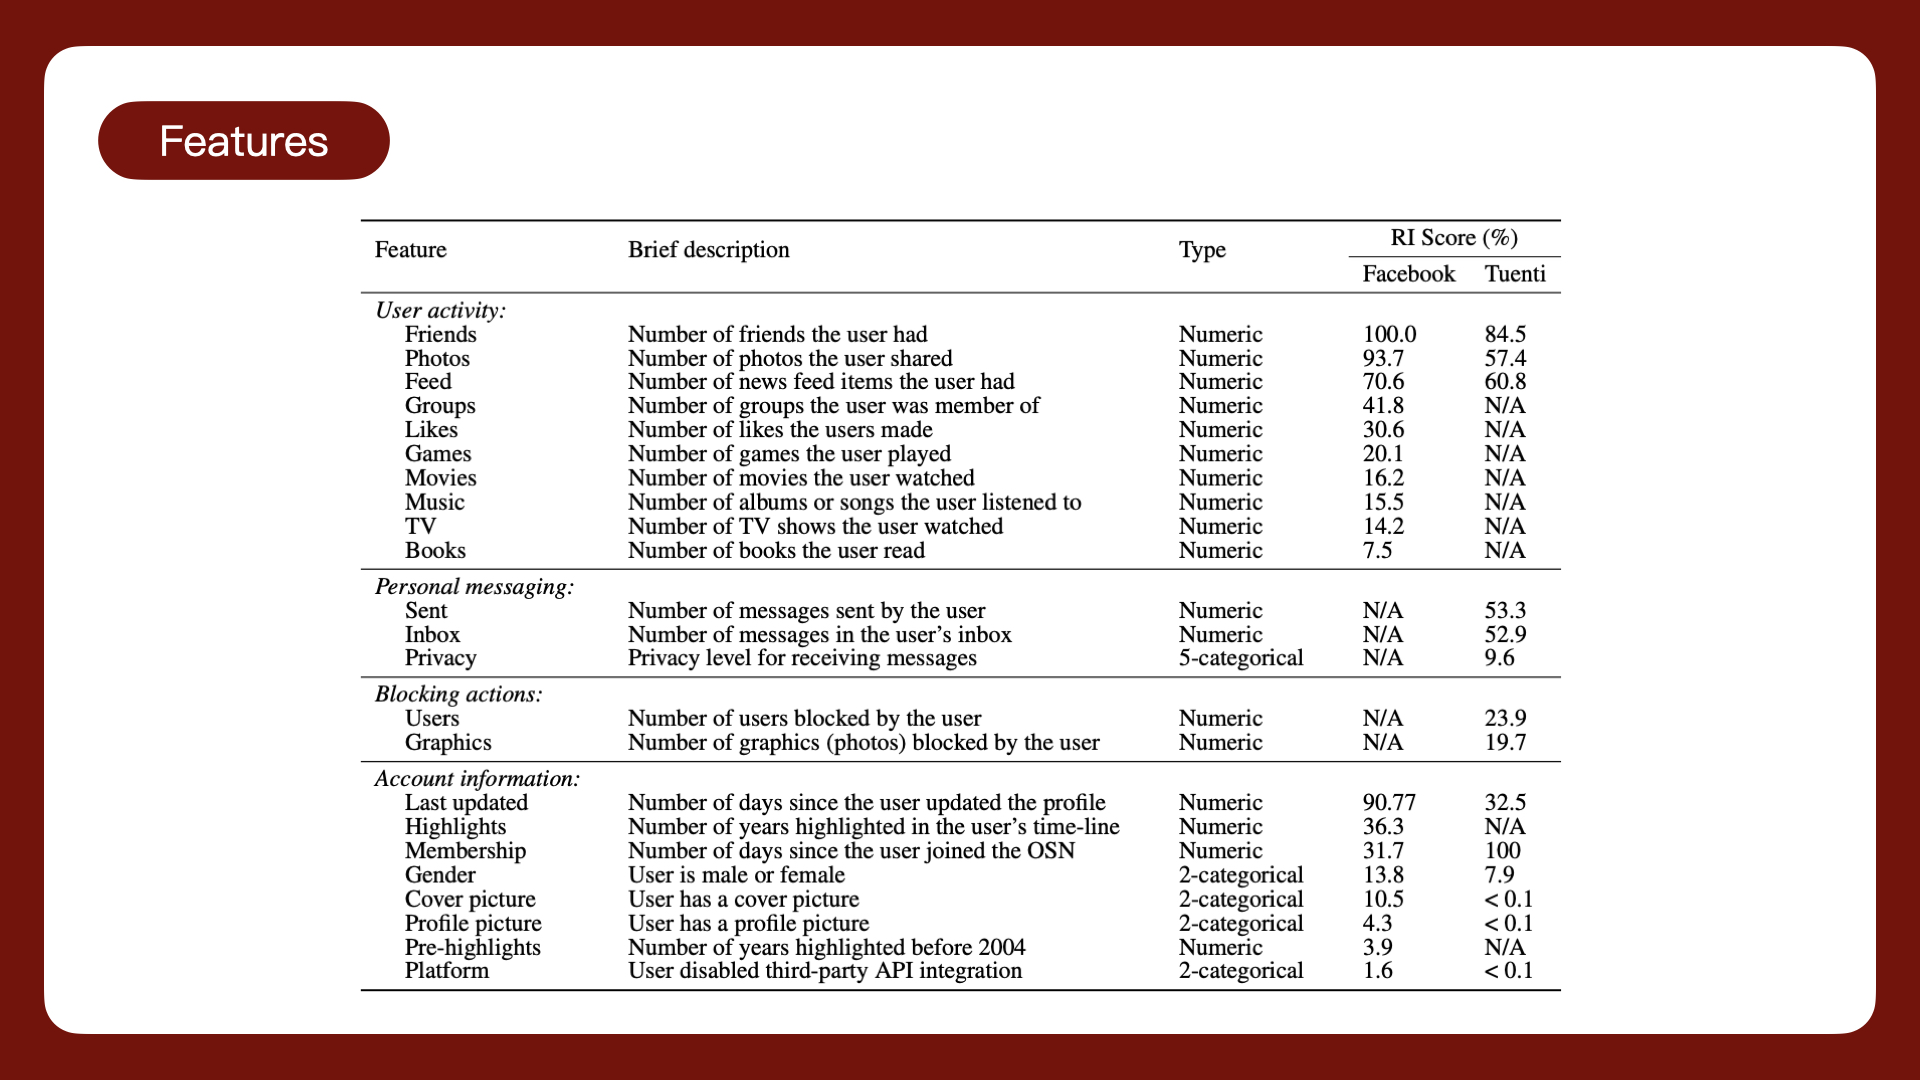 Features
Feature Brief description Type RI Score (%)
Facebook Tuenti
User activity:
Friends Number of friends the user had Numeric 100.0 84.5
Photos Number of photos the user shared Numeric 93.7 57.4
Feed Number of news feed items the user had Numeric 70.6 60.8
Groups Number of groups the user was member of Numeric 41.8 N/A
Likes Number of likes the users made Numeric 30.6 N/A
Games Number of games the user played Numeric 20.1 N/A
Movies Number of movies the user watched Numeric 16.2 N/A
Music Number of albums or songs the user listened to Numeric 15.5 N/A
TV Number of TV shows the user watched Numeric 14.2 N/A
Books Number of books the user read Numeric 7.5 N/A
Personal messaging:
Sent Number of messages sent by the user Numeric N/A 53.3
Inbox Number of messages in the user’s inbox Numeric N/A 52.9
Privacy Privacy level for receiving messages 5-categorical N/A 9.6
Blocking actions:
Users Number of users blocked by the user Numeric N/A 23.9
Graphics Number of graphics (photos) blocked by the user Numeric N/A 19.7
Account information:
Last updated Number of days since the user updated the profile Numeric 90.77 32.5
Highlights Number of years highlighted in the user’s time-line Numeric 36.3 N/A
Membership Number of days since the user joined the OSN Numeric 31.7 100
Gender User is male or female 2-categorical 13.8 7.9
Cover picture User has a cover picture 2-categorical 10.5 < 0.1
Profile picture User has a profile picture 2-categorical 4.3 < 0.1
Pre-highlights Number of years highlighted before 2004 Numeric 3.9 N/A
Platform User disabled third-party API integration 2-categorical 1.6 < 0.1